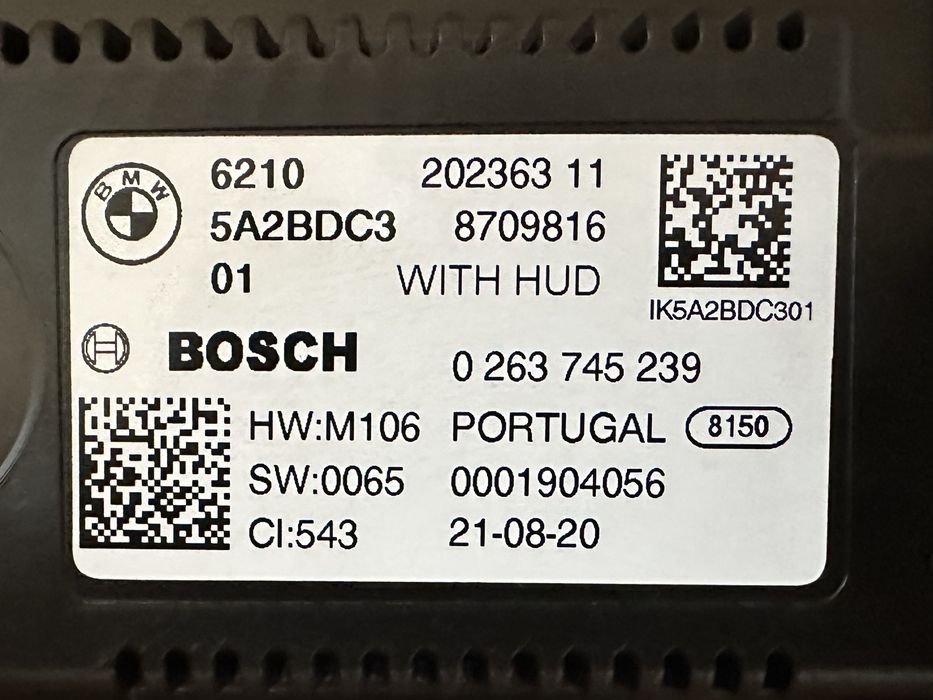 BMW
6210 202363 11
5A2BDC3 8709816
01 WITH HUD
IK5A2BDC301
BOSCH 0 263 745 239
HW:M106 PORTUGAL 8150
SW:0065 0001904056
CI:543 21-08-20